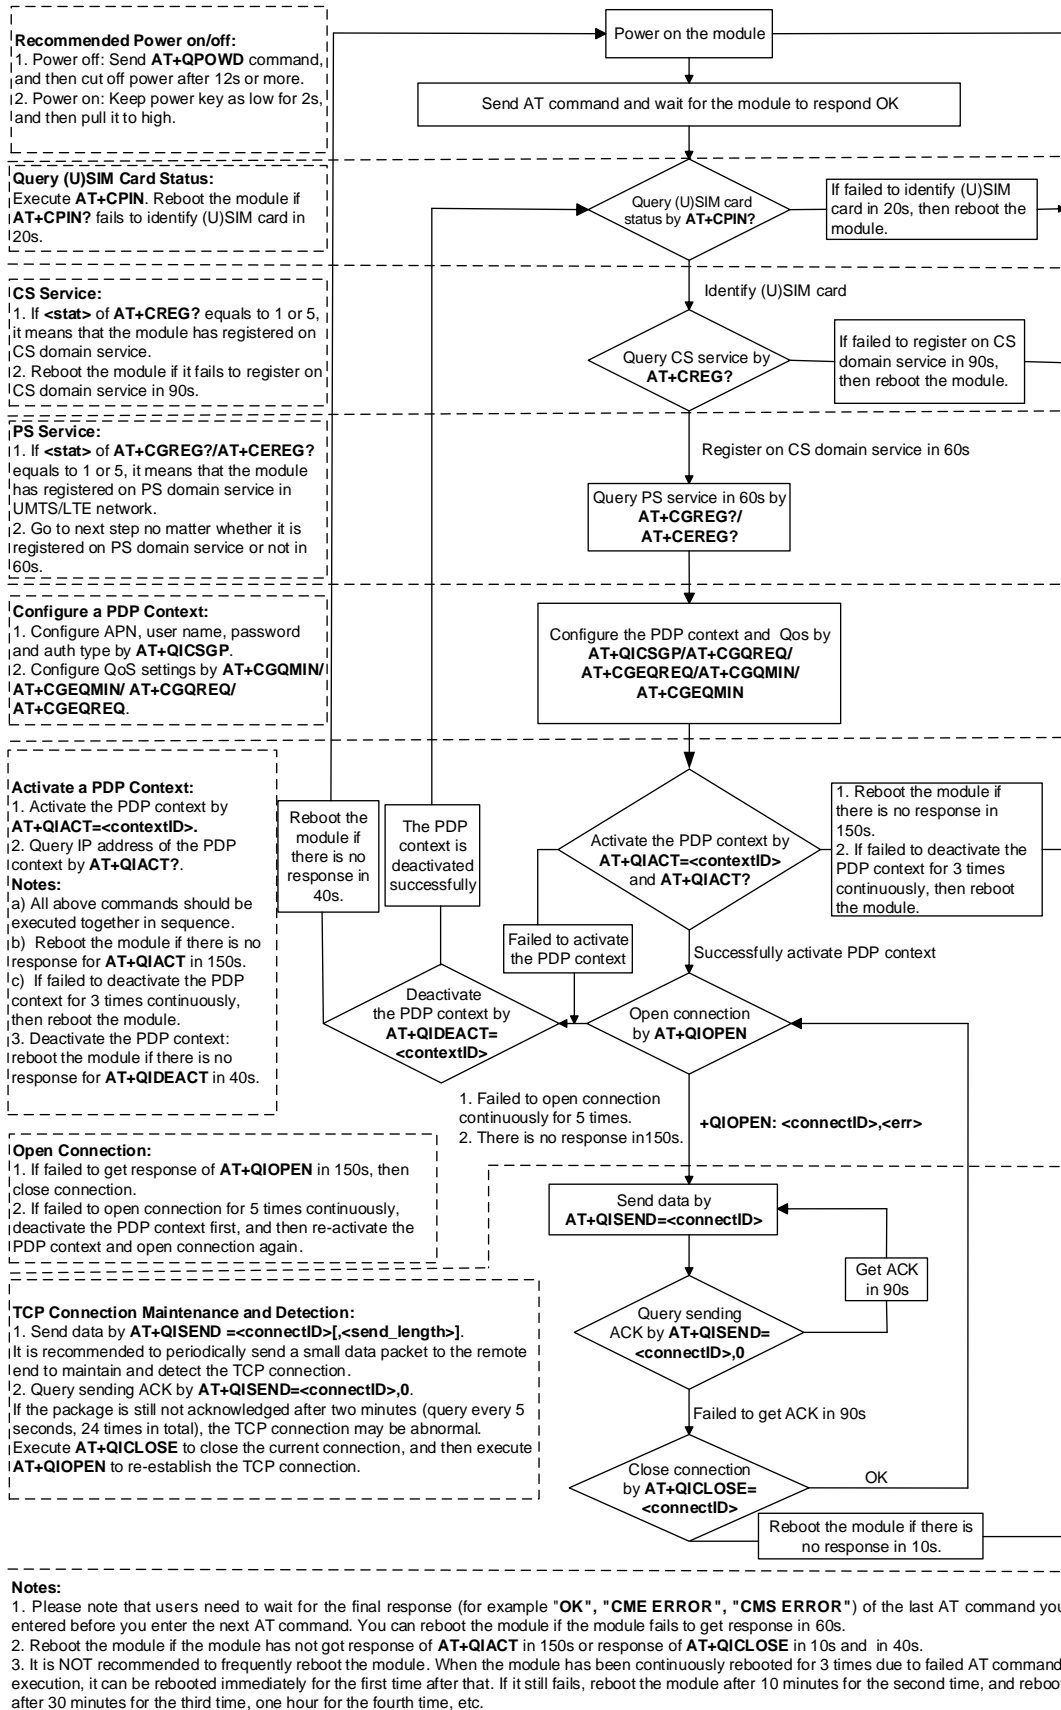 Recommended Power on/off:
1. Power off: Send AT+QPOWD command,
and then cut off power after 12s or more.
2. Power on: Keep power key as low for 2s,
and then pull it to high.
Power on the module
Send AT command and wait for the module to respond OK
Query (U)SIM Card Status:
Execute AT+CPIN. Reboot the module if
AT+CPIN? fails to identify (U)SIM card in
20s.
Query (U)SIM card
status by AT+CPIN?
If failed to identify (U)SIM
card in 20s, then reboot the
module.
Identify (U)SIM card
CS Service:
1. If <stat> of AT+CREG? equals to 1 or 5,
it means that the module has registered on
CS domain service.
2. Reboot the module if it fails to register on
CS domain service in 90s.
Query CS service by
AT+CREG?
If failed to register on CS
domain service in 90s,
then reboot the module.
Register on CS domain service in 60s
PS Service:
1. If <stat> of AT+CGREG?/AT+CEREG?
equals to 1 or 5, it means that the module
has registered on PS domain service in
UMTS/LTE network.
2. Go to next step no matter whether it is
registered on PS domain service or not in
60s.
Query PS service in 60s by
AT+CGREG?/
AT+CEREG?
Configure a PDP Context:
1. Configure APN, user name, password
and auth type by AT+QICSGP.
2. Configure QoS settings by AT+CGQMIN/
AT+CGEQMIN/ AT+CGQREQ/
AT+CGEQREQ.
Configure the PDP context and Qos by
AT+QICSGP/AT+CGQREQ/
AT+CGEQREQ/AT+CGQMIN/
AT+CGEQMIN
Activate a PDP Context:
1. Activate the PDP context by
AT+QIACT=<contextID>.
2. Query IP address of the PDP
context by AT+QIACT?.
Notes:
a) All above commands should be
executed together in sequence.
b) Reboot the module if there is no
response for AT+QIACT in 150s.
c) If failed to deactivate the PDP
context for 3 times continuously,
then reboot the module.
3. Deactivate the PDP context:
reboot the module if there is no
response for AT+QIDEACT in 40s.
Reboot the
module if
there is no
response in
40s.
The PDP
context is
deactivated
successfully
Activate the PDP context by
AT+QIACT=<contextID>
and AT+QIACT?
1. Reboot the module if
there is no response in
150s.
2. If failed to deactivate the
PDP context for 3 times
continuously, then reboot
the module.
Failed to activate
the PDP context
Successfully activate PDP context
Deactivate
the PDP context by
AT+QIDEACT=
<contextID>
Open connection
by AT+QIOPEN
1. Failed to open connection
continuously for 5 times.
2. There is no response in150s.
+QIOPEN: <connectID>,<err>
Open Connection:
1. If failed to get response of AT+QIOPEN in 150s, then
close connection.
2. If failed to open connection for 5 times continuously,
deactivate the PDP context first, and then re-activate the
PDP context and open connection again.
Send data by
AT+QISEND=<connectID>
Get ACK
in 90s
TCP Connection Maintenance and Detection:
1. Send data by AT+QISEND =<connectID>[,<send_length>].
It is recommended to periodically send a small data packet to the remote
end to maintain and detect the TCP connection.
2. Query sending ACK by AT+QISEND=<connectID>,0.
If the package is still not acknowledged after two minutes (query every 5
seconds, 24 times in total), the TCP connection may be abnormal.
Execute AT+QICLOSE to close the current connection, and then execute
AT+QIOPEN to re-establish the TCP connection.
Query sending
ACK by AT+QISEND=
<connectID>,0
Failed to get ACK in 90s
Close connection
by AT+QICLOSE=
<connectID>
OK
Reboot the module if there is
no response in 10s.
Notes:
1. Please note that users need to wait for the final response (for example "OK", "CME ERROR", "CMS ERROR") of the last AT command you
entered before you enter the next AT command. You can reboot the module if the module fails to get response in 60s.
2. Reboot the module if the module has not got response of AT+QIACT in 150s or response of AT+QICLOSE in 10s and in 40s.
3. It is NOT recommended to frequently reboot the module. When the module has been continuously rebooted for 3 times due to failed AT command
execution, it can be rebooted immediately for the first time after that. If it still fails, reboot the module after 10 minutes for the second time, and reboot
after 30 minutes for the third time, one hour for the fourth time, etc.